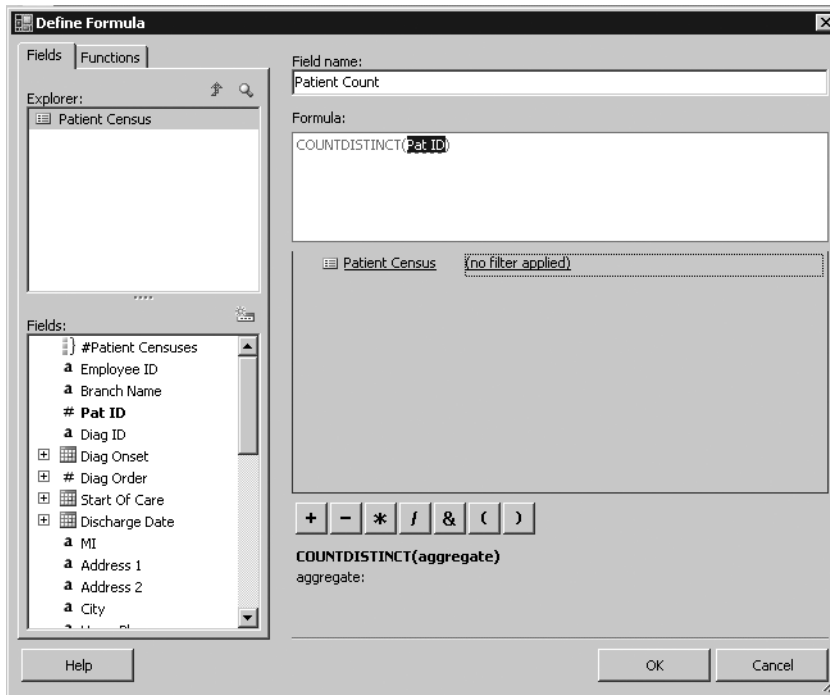 Define Formula
Fields Functions
Explorer:
Patient Census
Fields:
#Patient Censuses
a Employee ID
a Branch Name
# Pat ID
a Diag ID
Diag Onset
# Diag Order
Start Of Care
Discharge Date
a MI
a Address 1
a Address 2
a City
Field name:
Patient Count
Formula:
COUNTDISTINCT(Pat ID)
Patient Census (no filter applied)
+ - * / & ( )
COUNTDISTINCT(aggregate)
aggregate:
Help OK Cancel